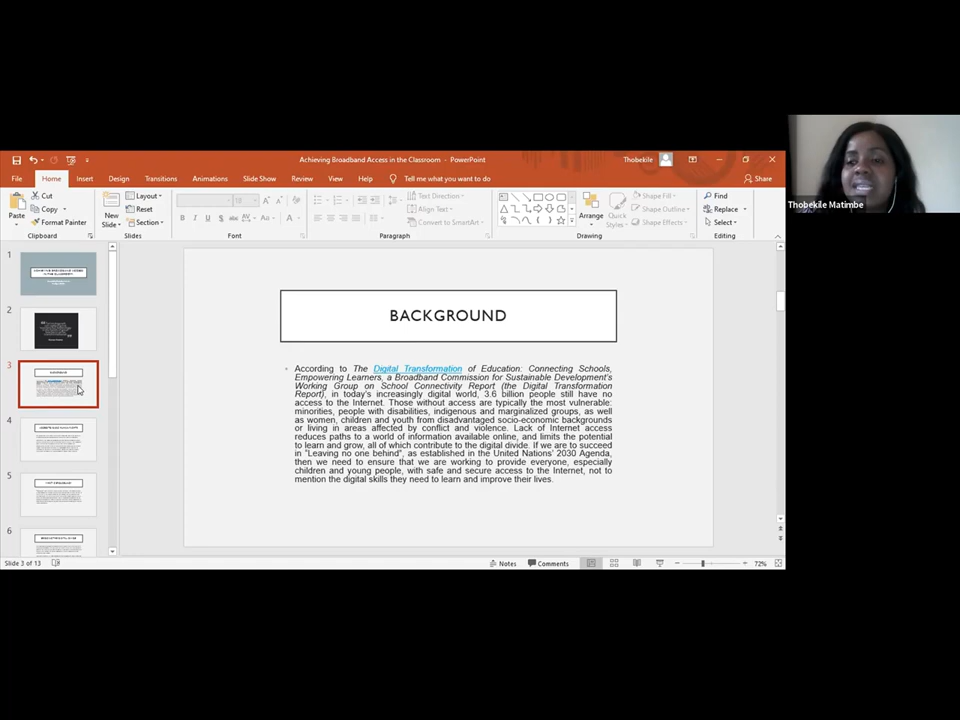 Achieving Broadband Access in the Classroom - PowerPoint
Thobekile
File Home Insert Design Transitions Animations Slide Show Review View Help Tell me what you want to do Share
Paste
Cut
Copy
Format Painter
Clipboard
New
Slide
Layout
Reset
Section
Slides
18
B I U S abc AV Aa A
Font
Text Direction
Align Text
Convert to SmartArt
Paragraph
Arrange
Quick
Styles
Shape Fill
Shape Outline
Shape Effects
Drawing
Find
Replace
Select
Editing
Thobekile Matimbe
1
2
3
4
5
6
BACKGROUND
According to The Digital Transformation of Education: Connecting Schools,
Empowering Learners, a Broadband Commission for Sustainable Development's
Working Group on School Connectivity Report (the Digital Transformation
Report), in today's increasingly digital world, 3.6 billion people still have no
access to the Internet. Those without access are typically the most vulnerable:
minorities, people with disabilities, indigenous and marginalized groups, as well
as women, children and youth from disadvantaged socio-economic backgrounds
or living in areas affected by conflict and violence. Lack of Internet access
reduces paths to a world of information available online, and limits the potential
to learn and grow, all of which contribute to the digital divide. If we are to succeed
in "Leaving no one behind", as established in the United Nations' 2030 Agenda,
then we need to ensure that we are working to provide everyone, especially
children and young people, with safe and secure access to the Internet, not to
mention the digital skills they need to learn and improve their lives.
Slide 3 of 13
Notes
Comments
72%